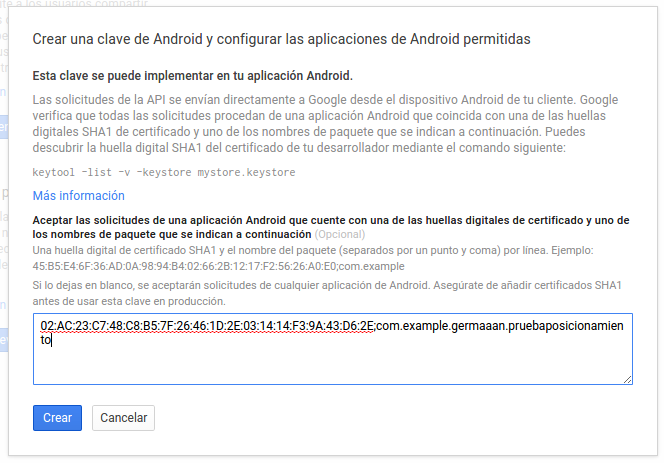 Crear una clave de Android y configurar las aplicaciones de Android permitidas
Esta clave se puede implementar en tu aplicación Android.
Las solicitudes de la API se envían directamente a Google desde el dispositivo Android de tu cliente. Google
verifica que todas las solicitudes procedan de una aplicación Android que coincida con una de las huellas
digitales SHA1 de certificado y uno de los nombres de paquete que se indican a continuación. Puedes
descubrir la huella digital SHA1 del certificado de tu desarrollador mediante el comando siguiente:
keytool -list -v -keystore mystore.keystore
Más información
Aceptar las solicitudes de una aplicación Android que cuente con una de las huellas digitales de certificado y uno de
los nombres de paquete que se indican a continuación (Opcional)
Una huella digital de certificado SHA1 y el nombre del paquete (separados por un punto y coma) por línea. Ejemplo:
45:B5:E4:6F:36:AD:0A:98:94:B4:02:66:2B:12:17:F2:56:26:A0:E0;com.example
Si lo dejas en blanco, se aceptarán solicitudes de cualquier aplicación de Android. Asegúrate de añadir certificados SHA1
antes de usar esta clave en producción.
02:AC:23:C7:48:C8:B5:7F:26:46:1D:2E:03:14:14:F3:9A:43:D6:2E;com.example.germaaan.pruebaposicionamien
to
Crear
Cancelar